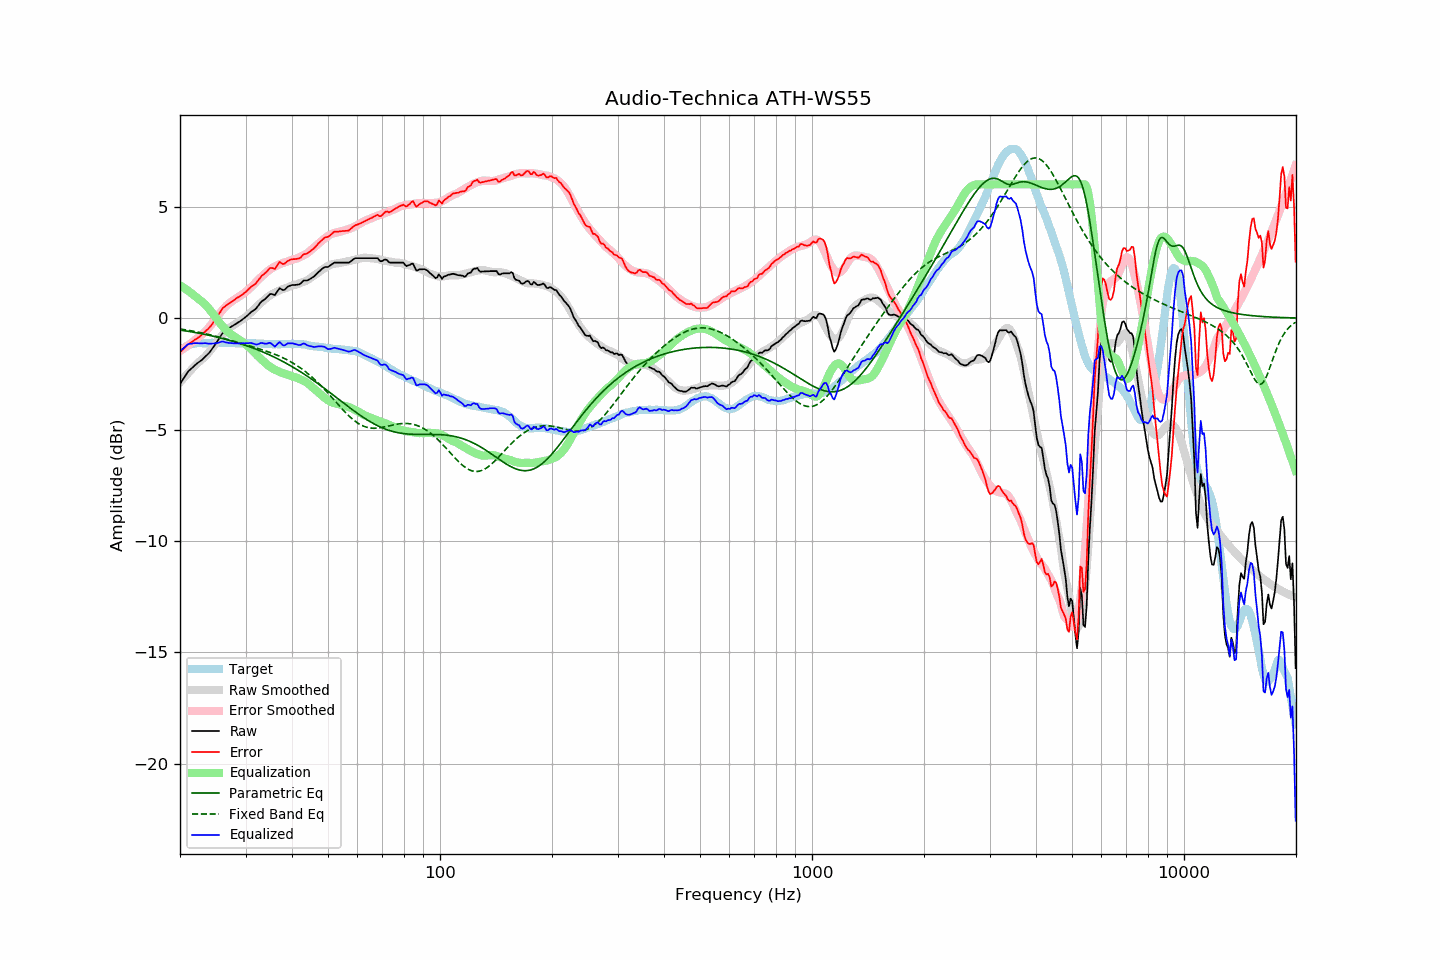 Audio-Technica ATH-WS55
Amplitude (dBr)
5
0
−5
−10
−15
−20
Target
Raw Smoothed
Error Smoothed
Raw
Error
Equalization
Parametric Eq
Fixed Band Eq
Equalized
100
1000
10000
Frequency (Hz)